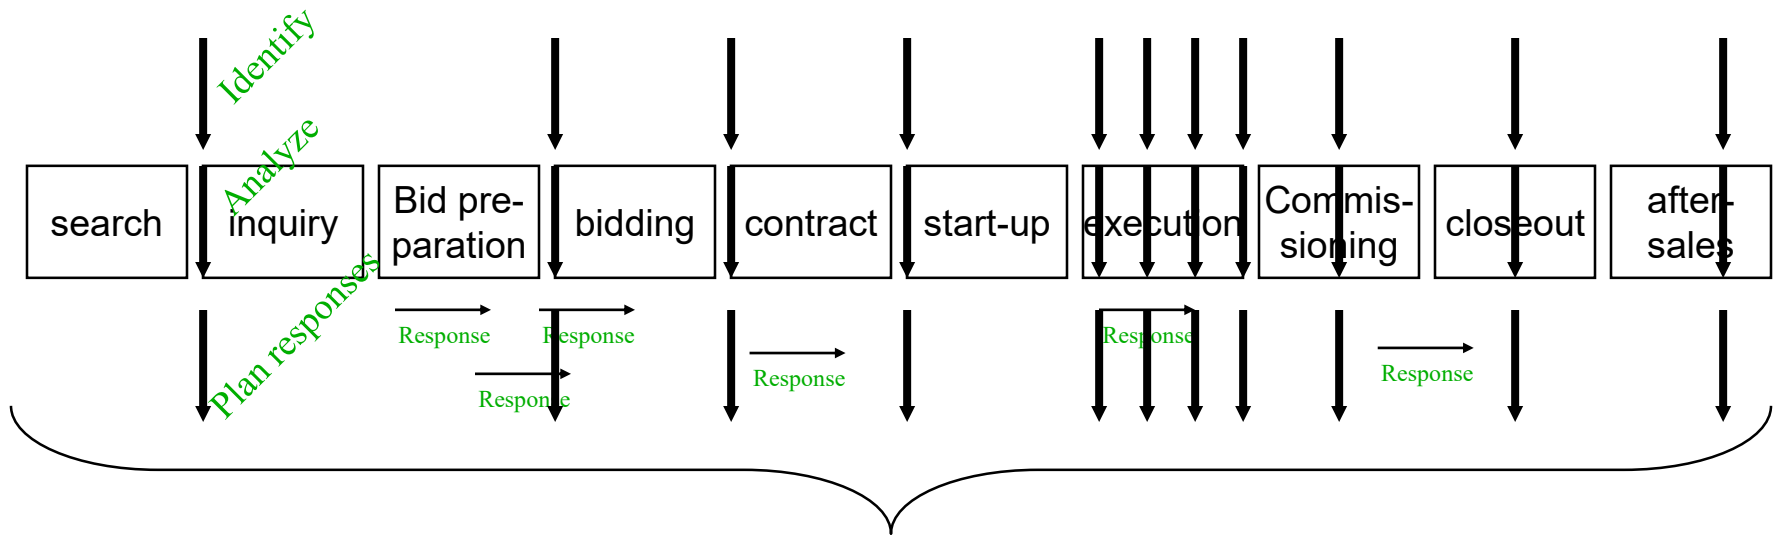 Identify
Analyze
Plan responses
search
inquiry
Bid pre-
paration
bidding
contract
start-up
execution
Commis-
sioning
closeout
after-
sales
Response
Response
Response
Response
Response
Response